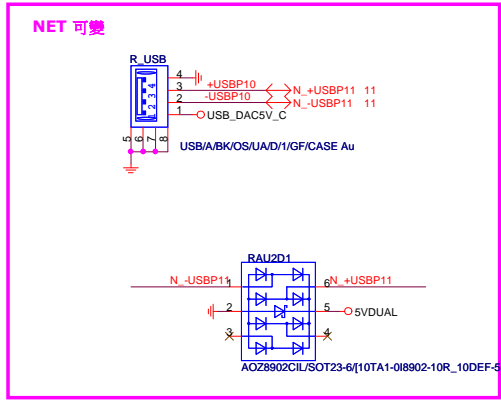 NET 可變
R_USB
4
3 +USBP10 N_+USBP11 11
2 -USBP10 N_-USBP11 11
1 USB_DAC5V_C
1 2 3 4
5 6 7 8
USB/A/BK/OS/UA/D/1/GF/CASE Au
RAU2D1
N_-USBP11 1 6 N_+USBP11
2 5 5VDUAL
3 4
AOZ8902CIL/SOT23-6/[10TA1-0I8902-10R_10DEF-5